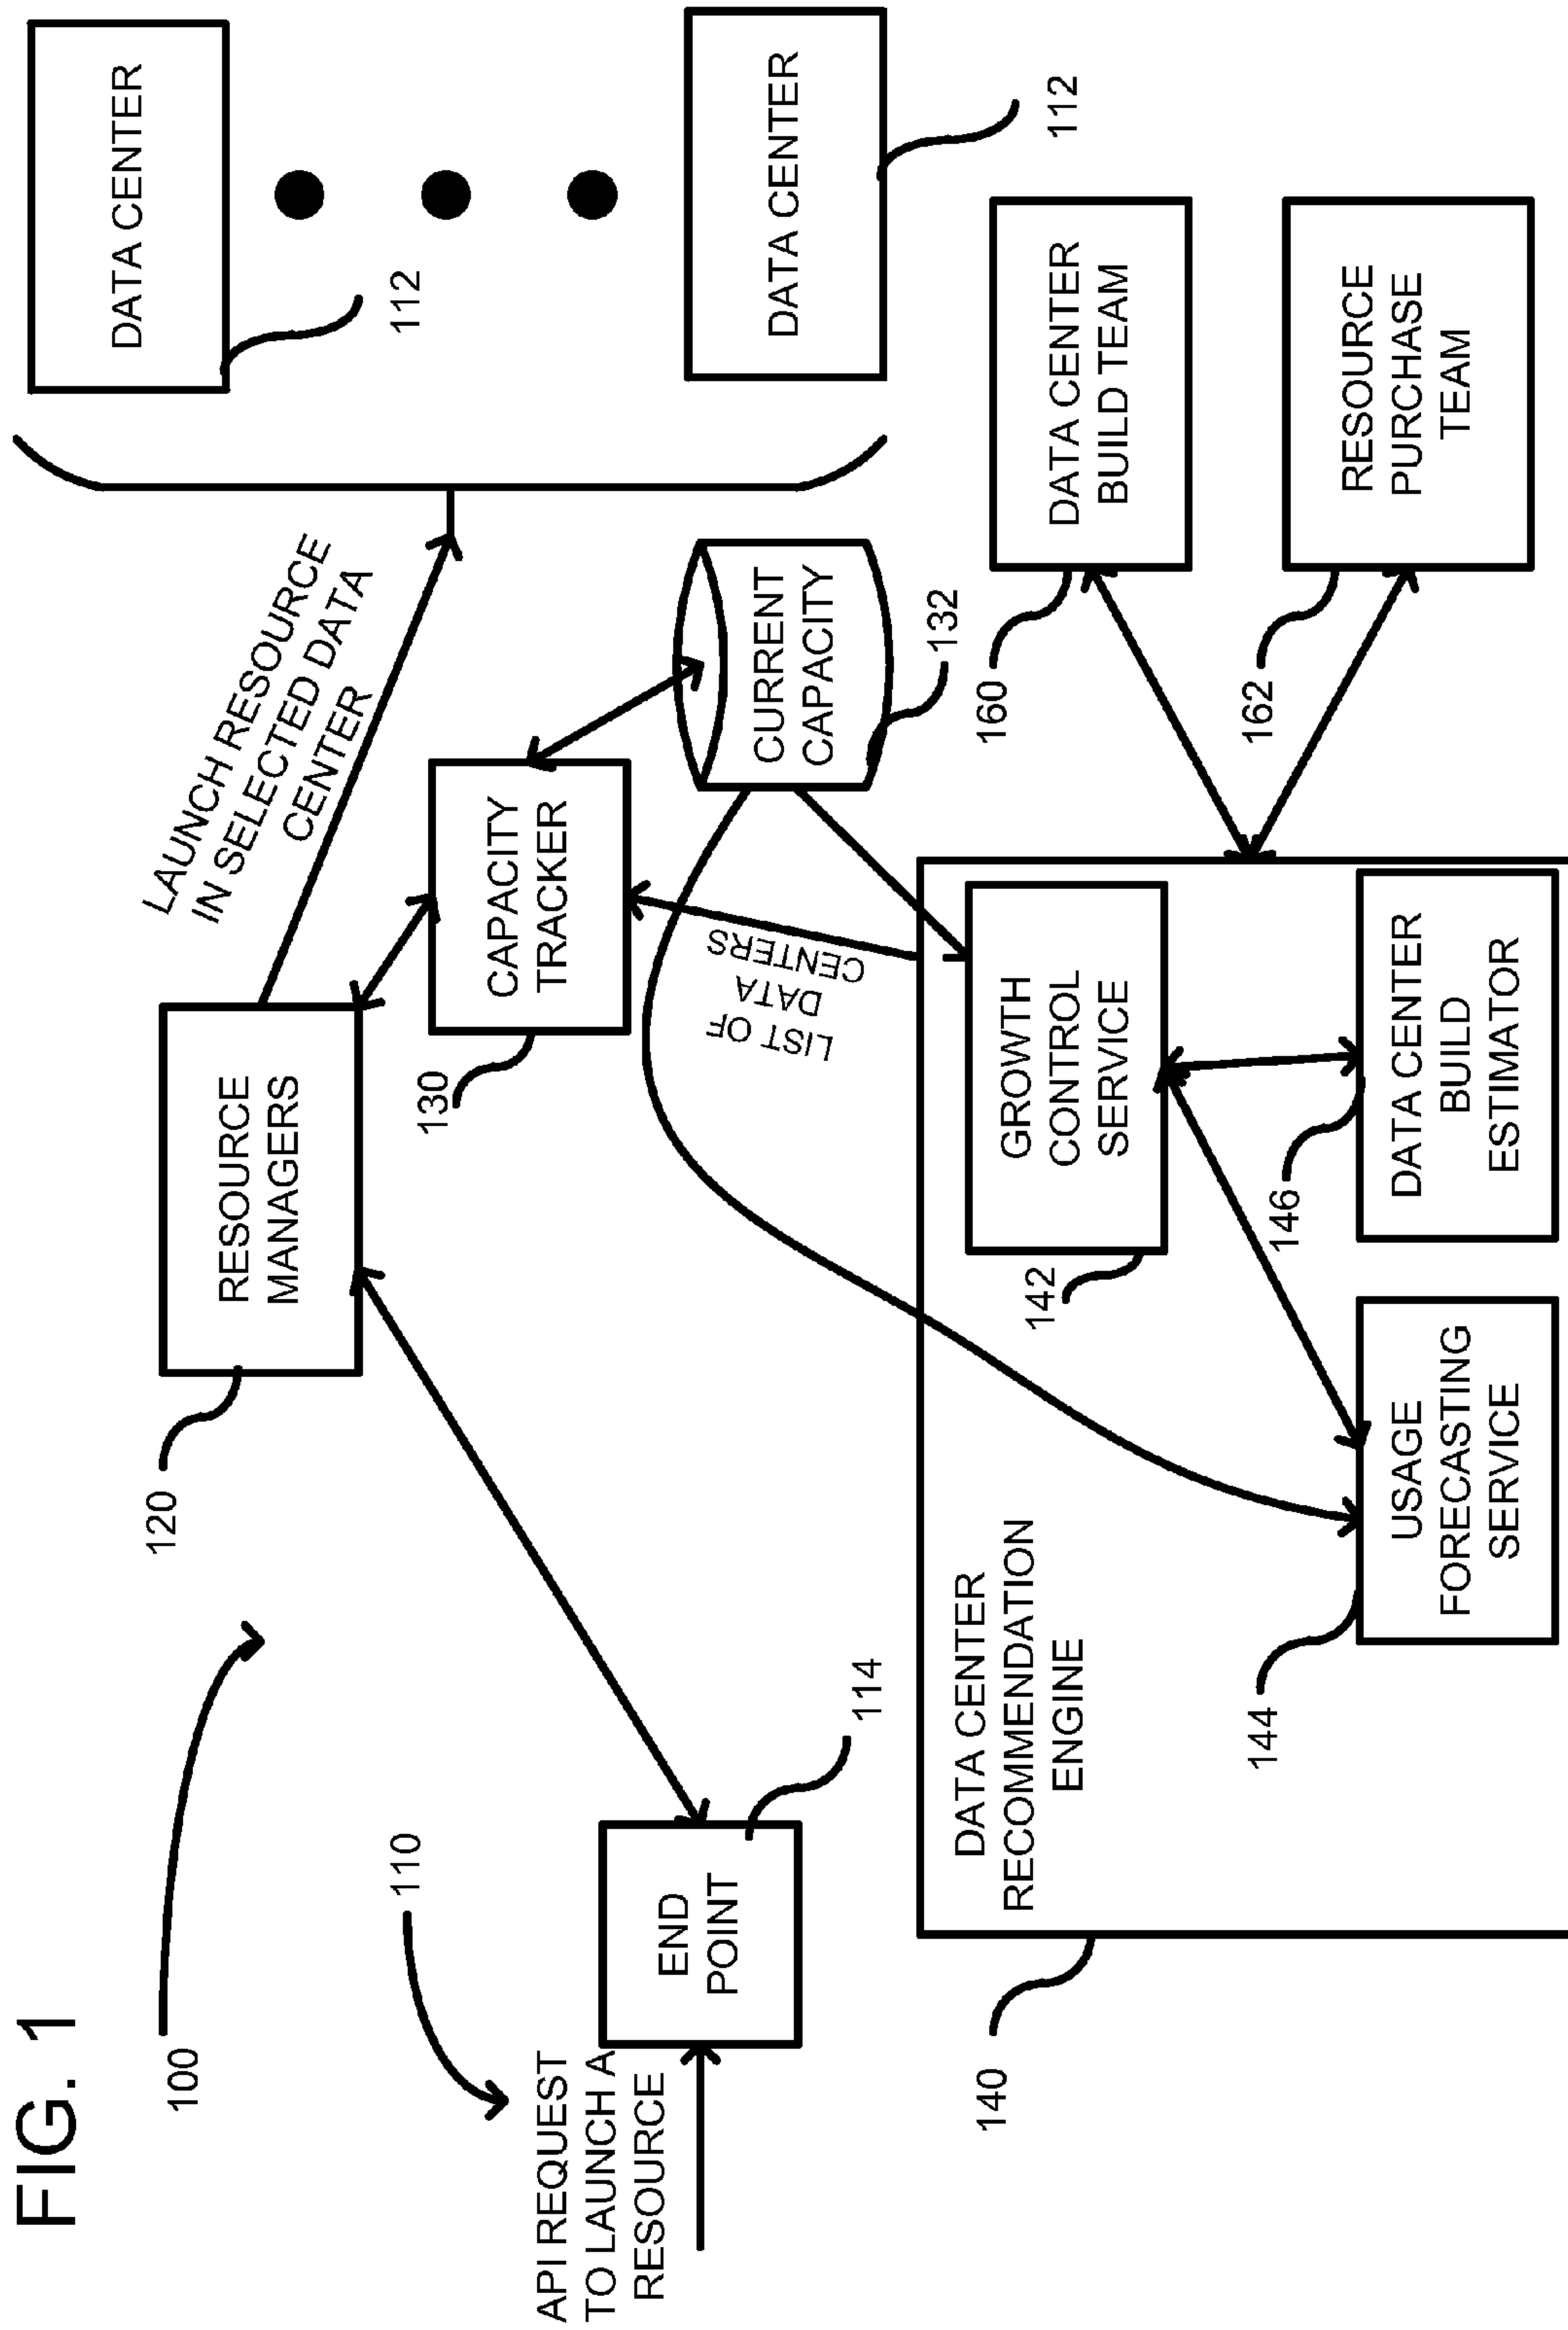 FIG. 1
100
110
API REQUEST
TO LAUNCH A
RESOURCE
END
POINT
114
120
RESOURCE
MANAGERS
LAUNCH RESOURCE
IN SELECTED DATA
CENTER
DATA CENTER
112
DATA CENTER
112
130
CAPACITY
TRACKER
CURRENT
CAPACITY
132
LIST OF
DATA
CENTERS
140
DATA CENTER
RECOMMENDATION
ENGINE
142
GROWTH
CONTROL
SERVICE
144
USAGE
FORECASTING
SERVICE
146
DATA CENTER
BUILD
ESTIMATOR
160
DATA CENTER
BUILD TEAM
162
RESOURCE
PURCHASE
TEAM